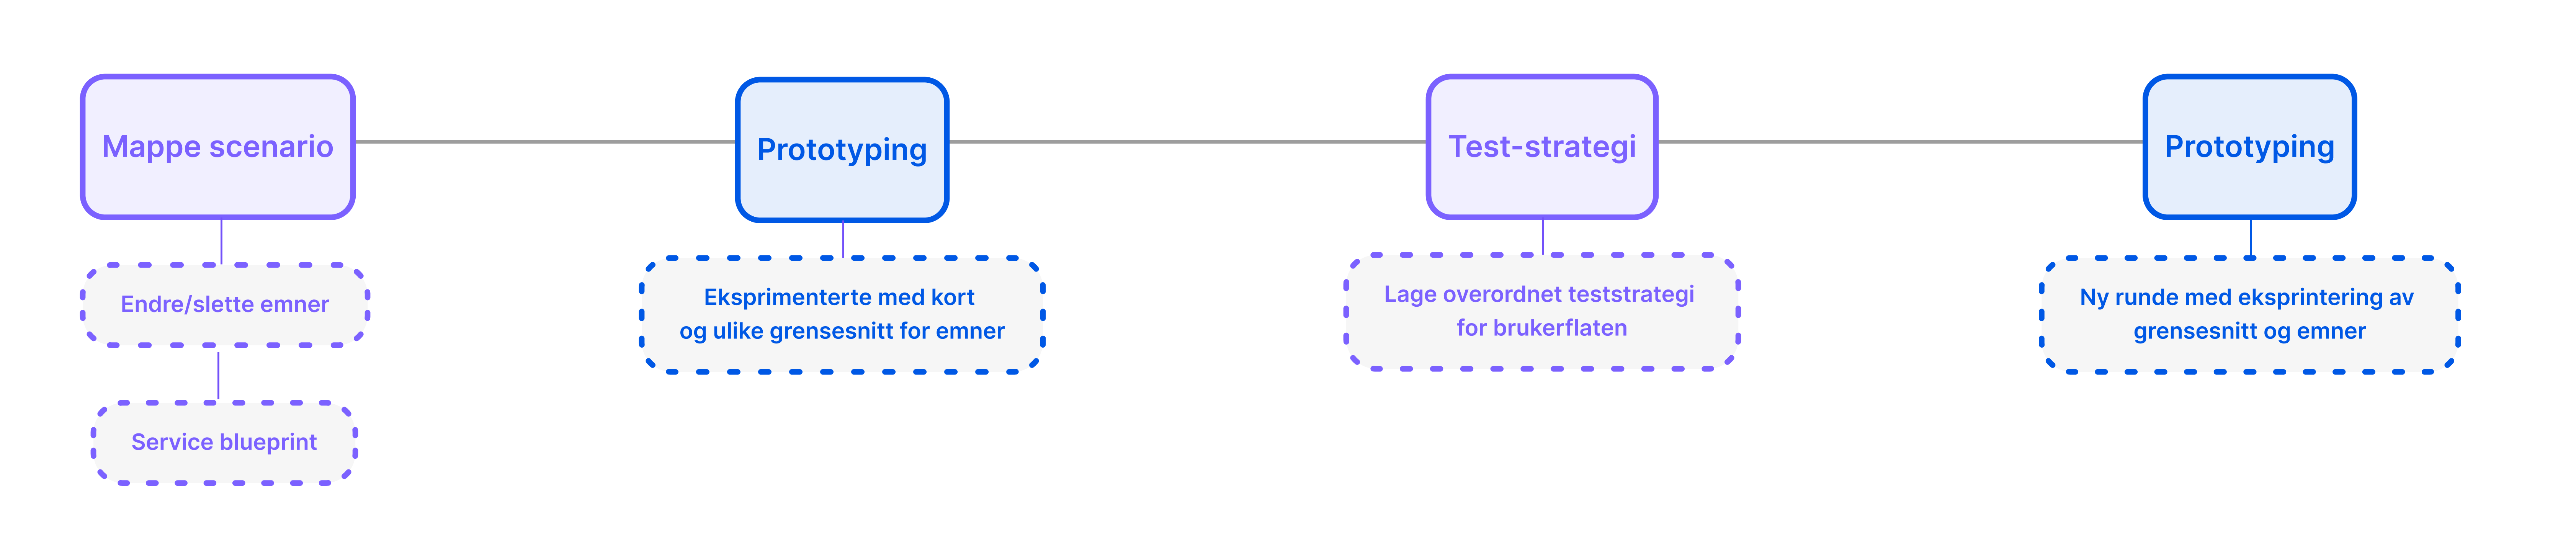 Mappe scenario
Prototyping
Test-strategi
Prototyping
Endre/slette emner
Service blueprint
Eksprimenterte med kort
og ulike grensesnitt for emner
Lage overordnet teststrategi
for brukerflaten
Ny runde med eksprintering av
grensesnitt og emner